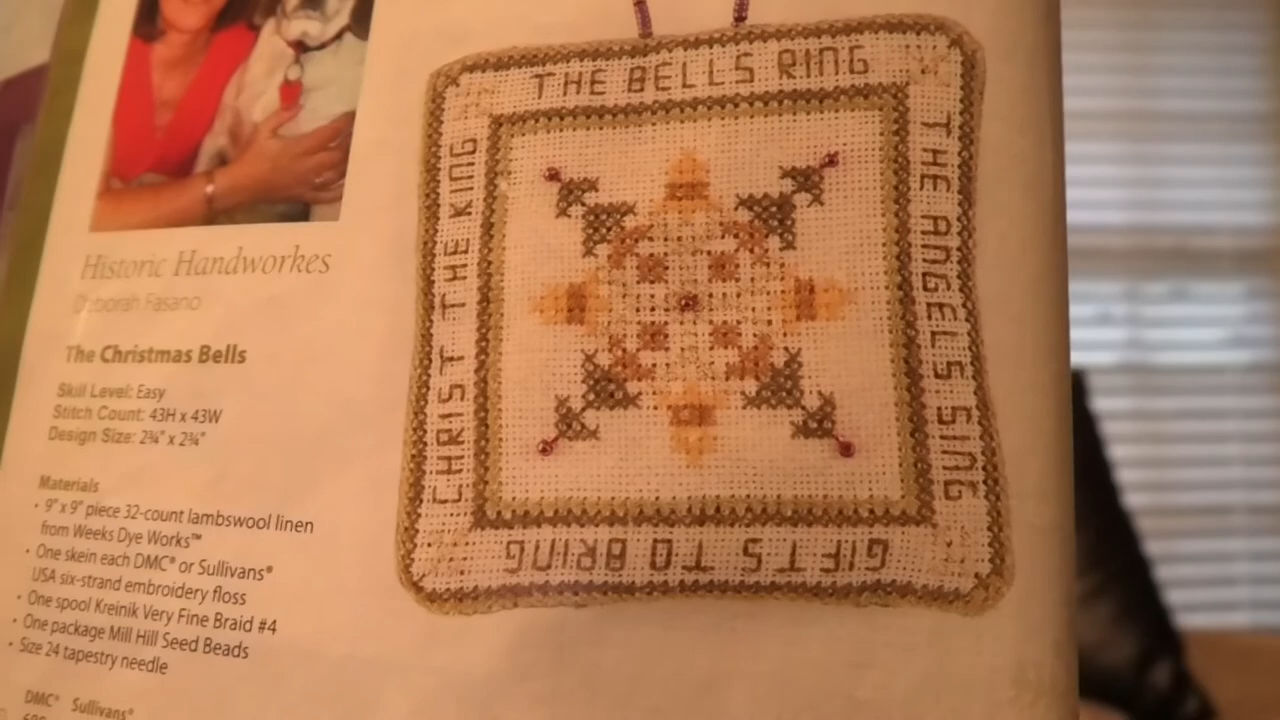 Historic Handworkes
Deborah Fasano
The Christmas Bells
Skill Level: Easy
Stitch Count: 43H x 43W
Design Size: 2¾" x 2¾"
Materials
• 9" x 9" piece 32-count lambswool linen
from Weeks Dye Works™
• One skein each DMC® or Sullivans®
USA six-strand embroidery floss
• One spool Kreinik Very Fine Braid #4
• One package Mill Hill Seed Beads
• Size 24 tapestry needle
DMC® Sullivans®
THE BELLS RING
THE ANGELS SING
GIFTS TO BRING
CHRIST THE KING